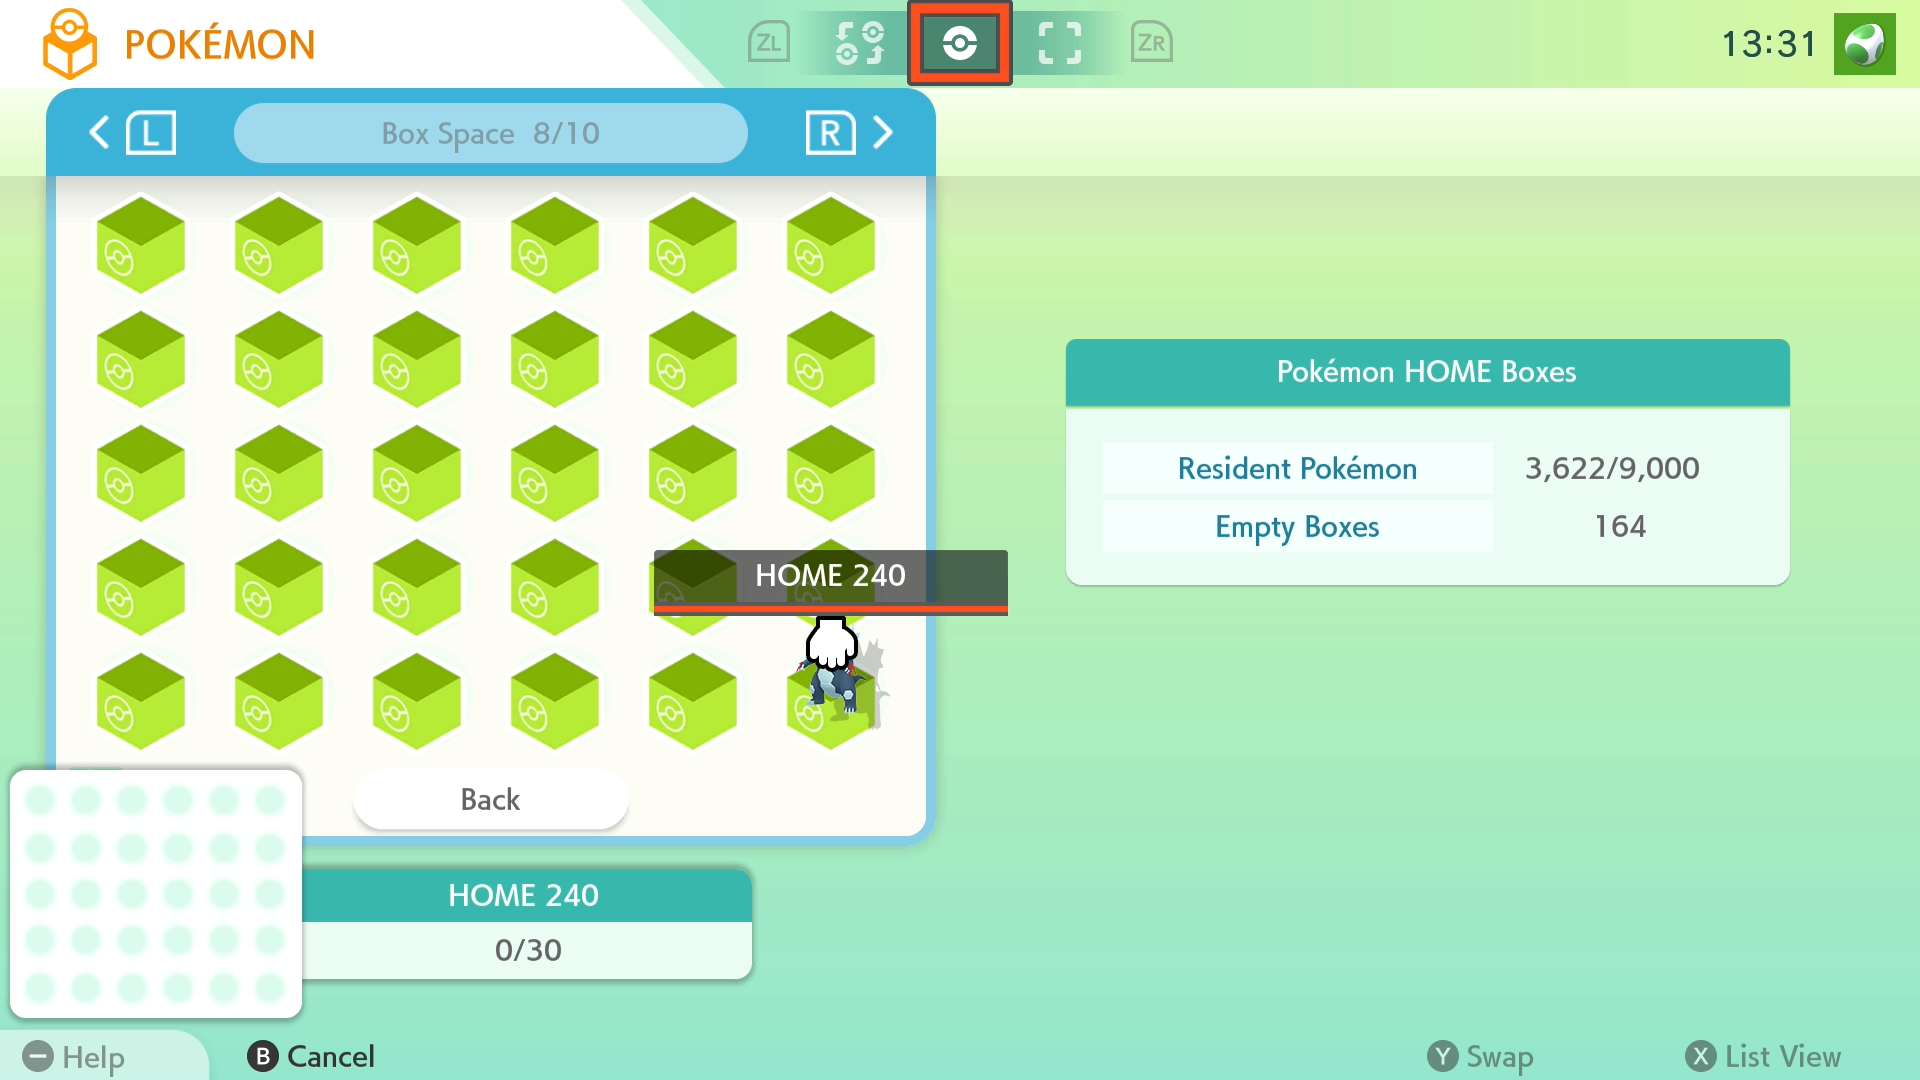 POKÉMON
ZL
ZR
13:31
L
Box Space 8/10
R
Pokémon HOME Boxes
Resident Pokémon 3,622/9,000
Empty Boxes 164
HOME 240
Back
HOME 240
0/30
Help
B Cancel
Y Swap
X List View